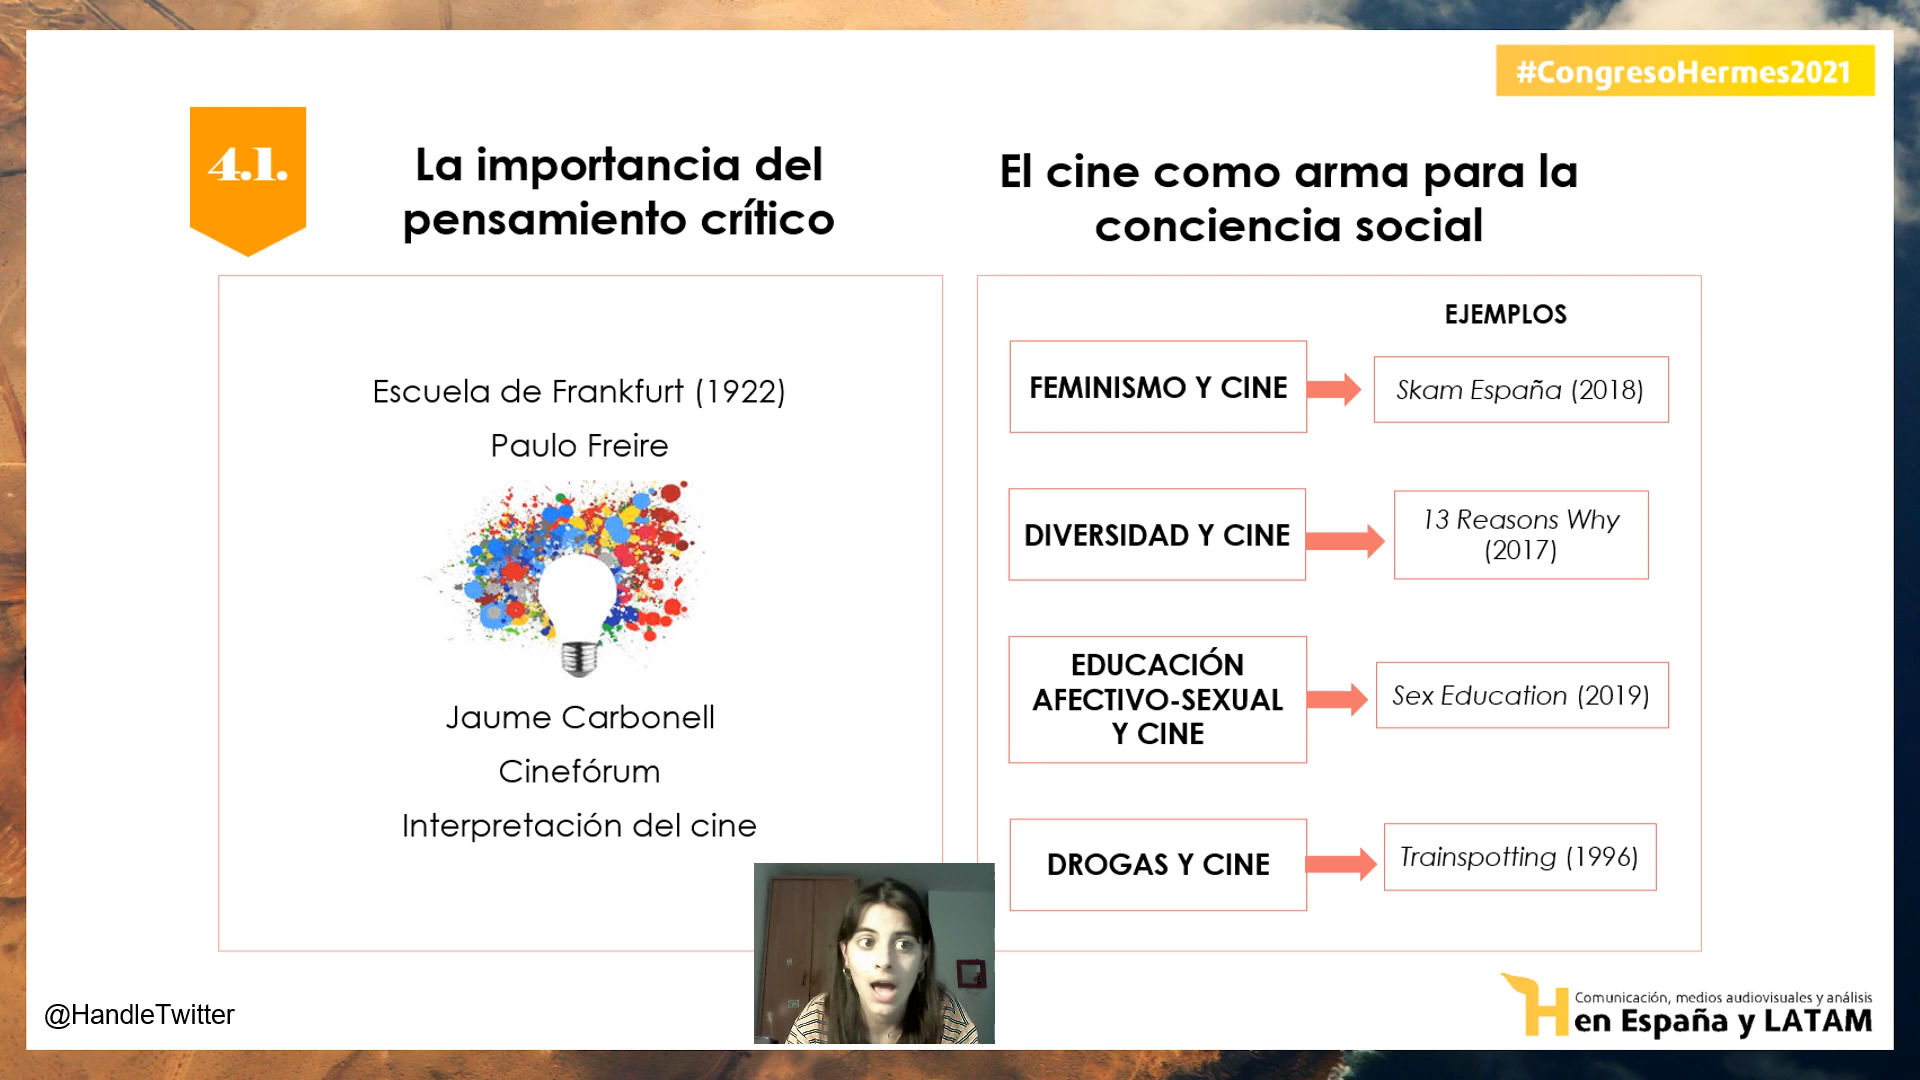 #CongresoHermes2021
4.1.
La importancia del
pensamiento crítico
El cine como arma para la
conciencia social
Escuela de Frankfurt (1922)
Paulo Freire
Jaume Carbonell
Cinefórum
Interpretación del cine
EJEMPLOS
FEMINISMO Y CINE
Skam España (2018)
DIVERSIDAD Y CINE
13 Reasons Why
(2017)
EDUCACIÓN
AFECTIVO-SEXUAL
Y CINE
Sex Education (2019)
DROGAS Y CINE
Trainspotting (1996)
@HandleTwitter
H
Comunicación, medios audiovisuales y análisis
en España y LATAM